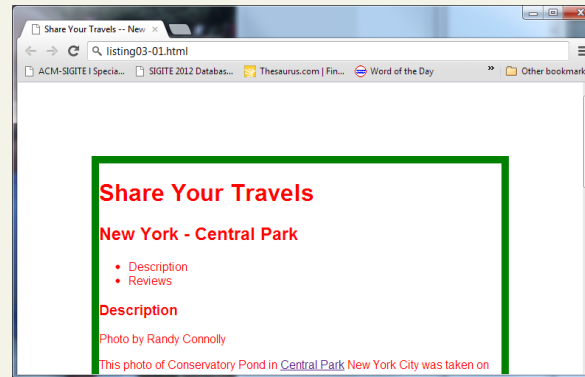 Share Your Travels -- New
listing03-01.html
ACM-SIGITE I Specia... SIGITE 2012 Databas... Thesaurus.com | Fin... Word of the Day » Other bookmark
Share Your Travels
New York - Central Park
• Description
• Reviews
Description
Photo by Randy Connolly
This photo of Conservatory Pond in Central Park New York City was taken on